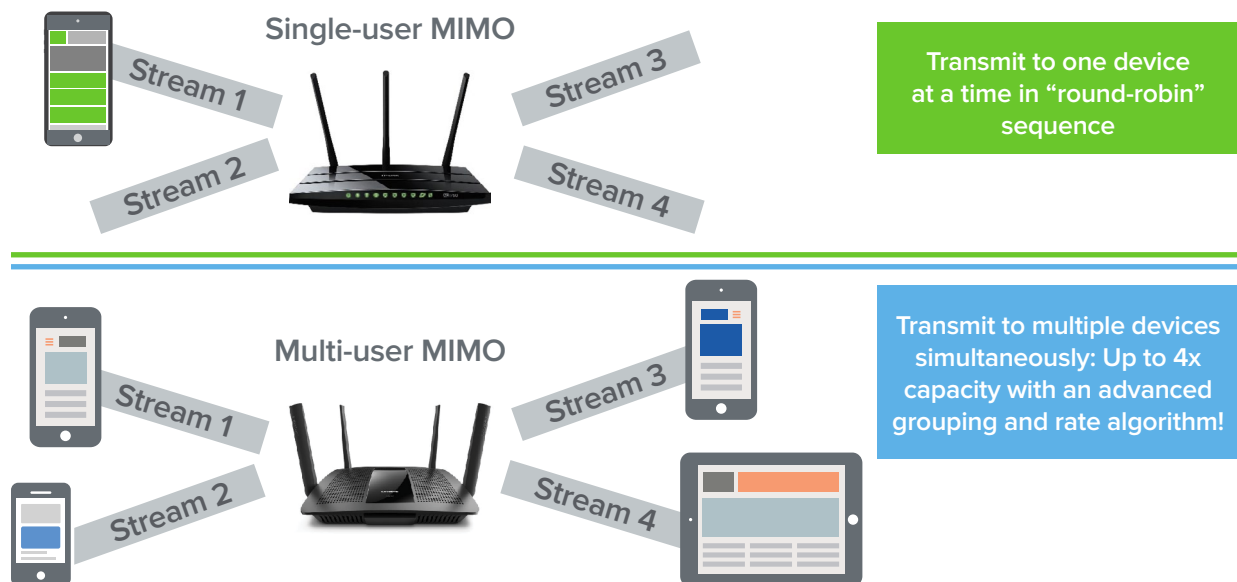 Single-user MIMO
Stream 1
Stream 2
Stream 3
Stream 4
Transmit to one device
at a time in “round-robin”
sequence
Multi-user MIMO
Stream 1
Stream 2
Stream 3
Stream 4
Transmit to multiple devices
simultaneously: Up to 4x
capacity with an advanced
grouping and rate algorithm!